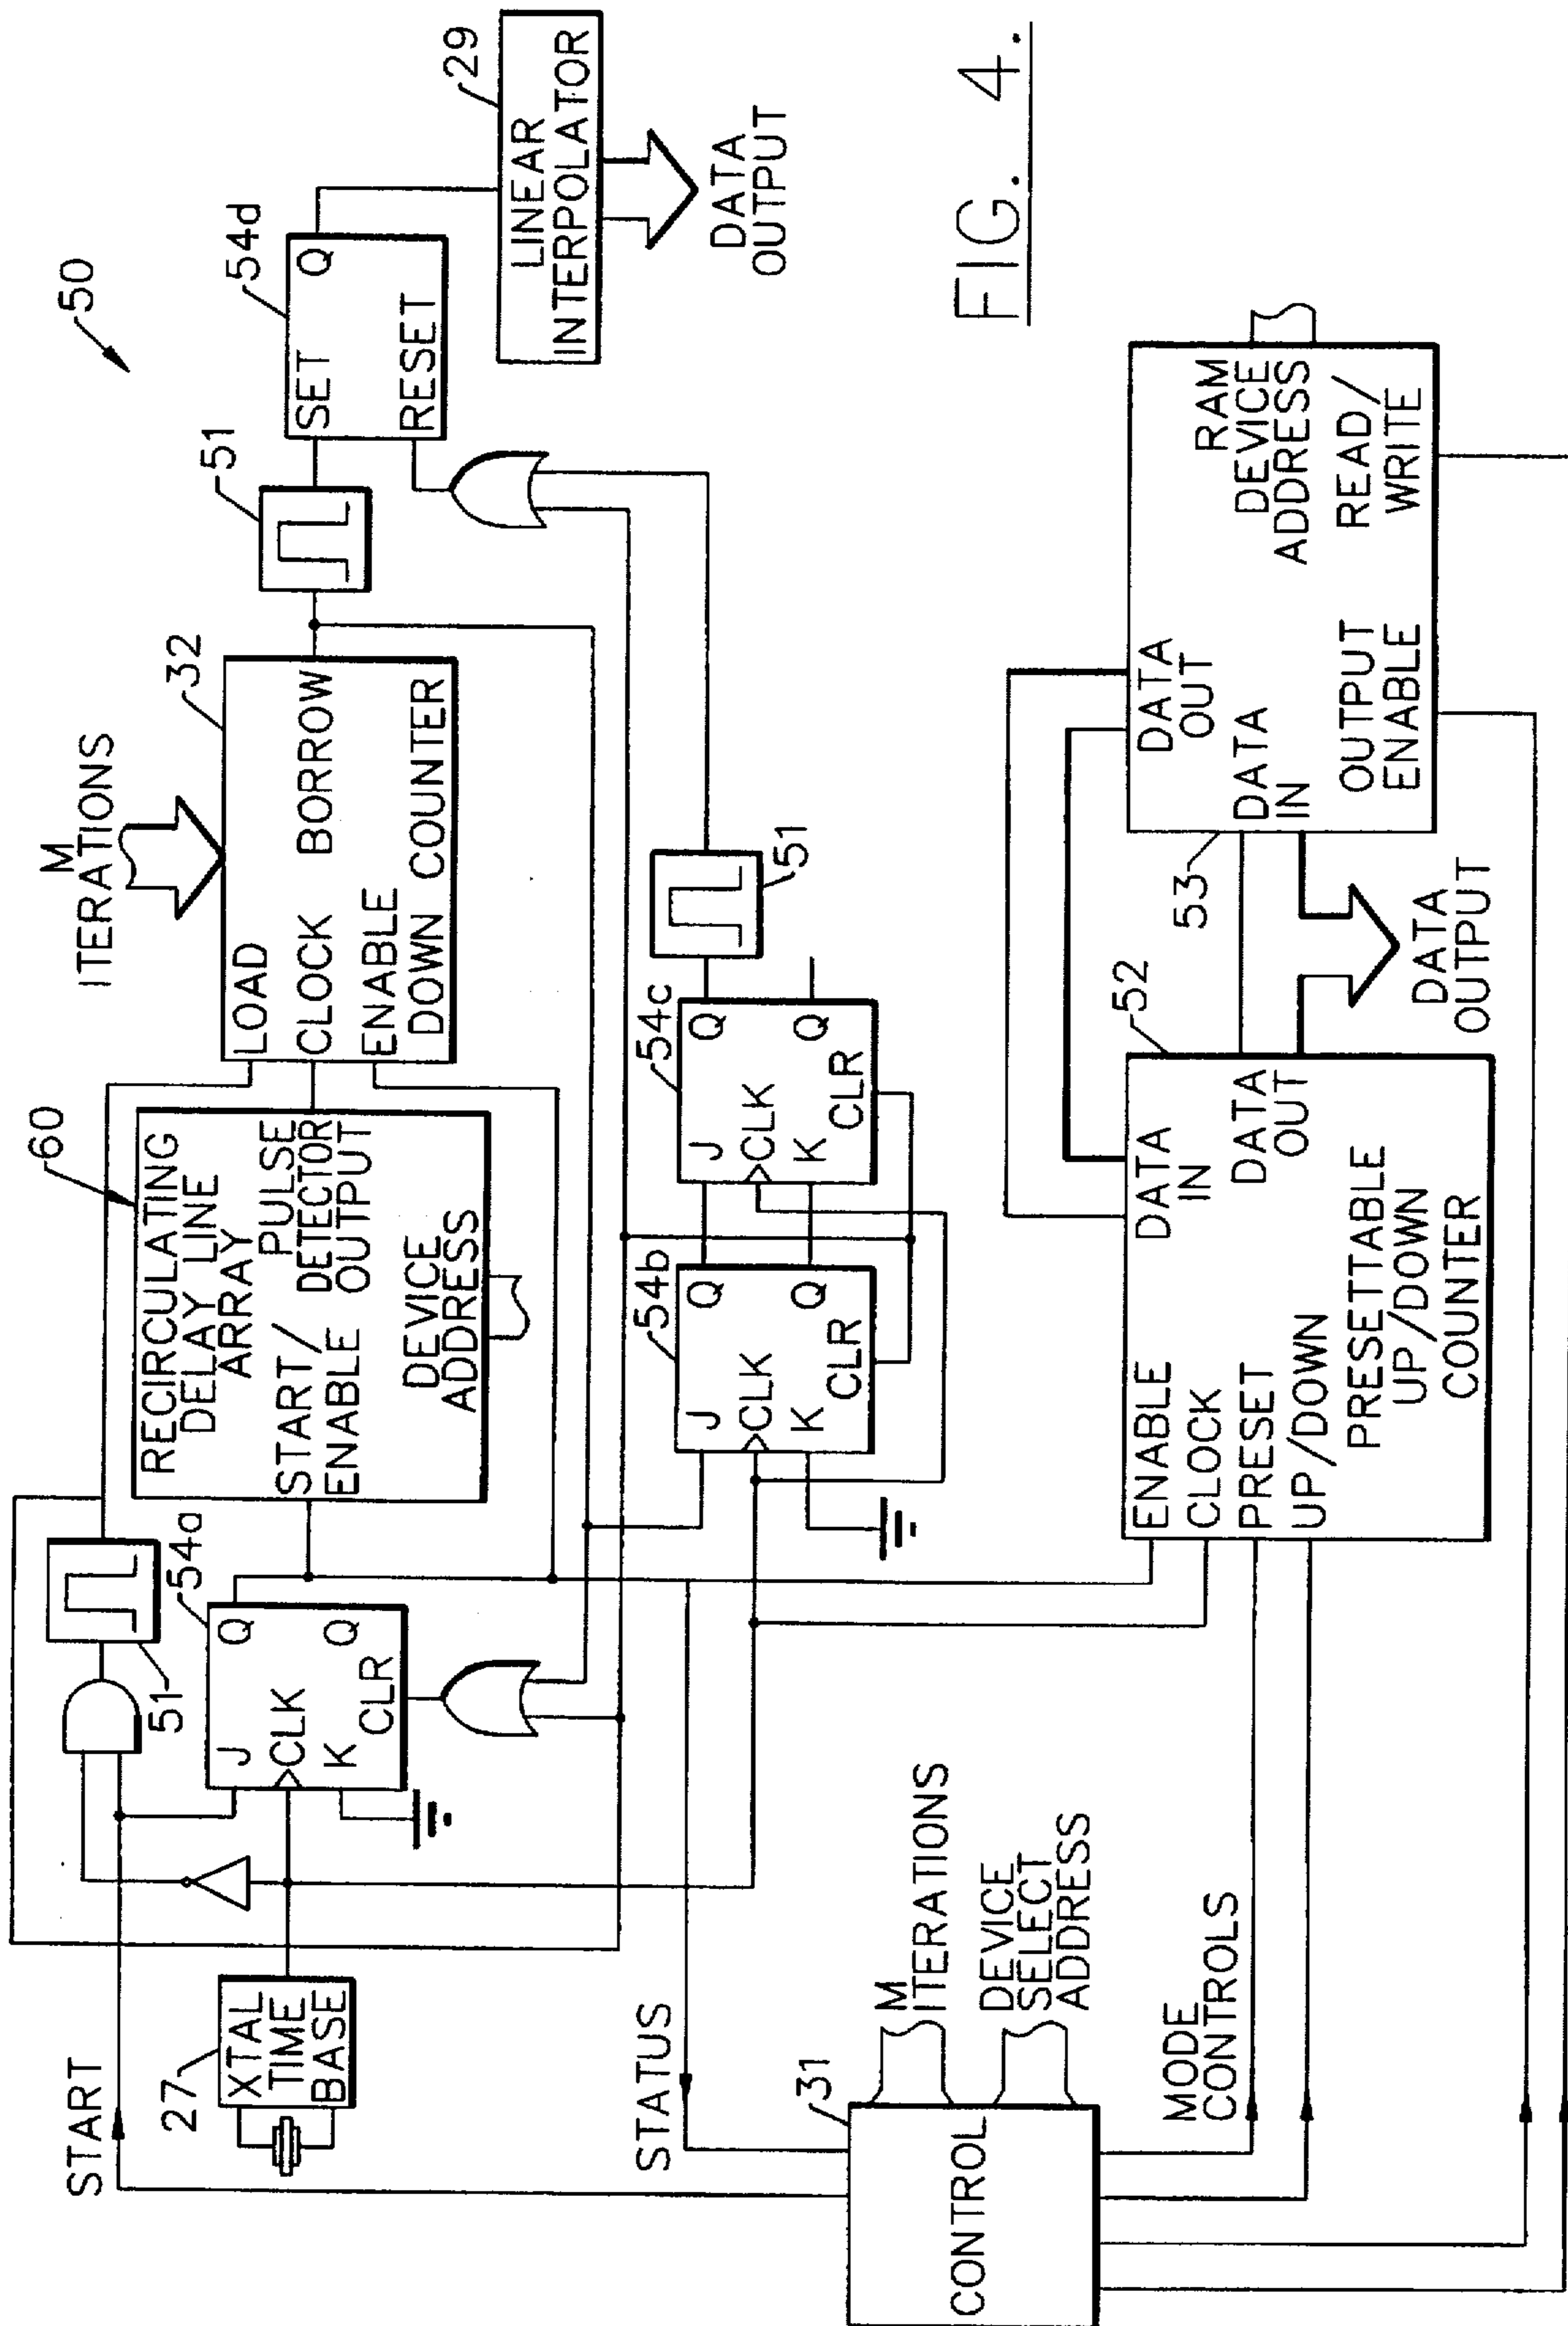 FIG. 4.
50
START
27
XTAL
TIME
BASE
51
54a
J
CLK
K
Q
Q
CLR
60
RECIRCULATING
DELAY LINE
ARRAY
START/
ENABLE
PULSE
DETECTOR
OUTPUT
DEVICE
ADDRESS
M
ITERATIONS
32
LOAD
CLOCK
BORROW
ENABLE
DOWN COUNTER
51
54d
SET
Q
RESET
29
LINEAR
INTERPOLATOR
DATA
OUTPUT
54b
J
CLK
K
Q
Q
CLR
54c
J
CLK
K
Q
Q
CLR
51
STATUS
31
CONTROL
M
ITERATIONS
DEVICE
SELECT
ADDRESS
MODE
CONTROLS
52
ENABLE
CLOCK
PRESET
UP/DOWN
DATA
IN
DATA
OUT
PRESETTABLE
UP/DOWN
COUNTER
DATA
OUTPUT
53
DATA
OUT
DATA
IN
OUTPUT
ENABLE
RAM
DEVICE
ADDRESS
READ/
WRITE